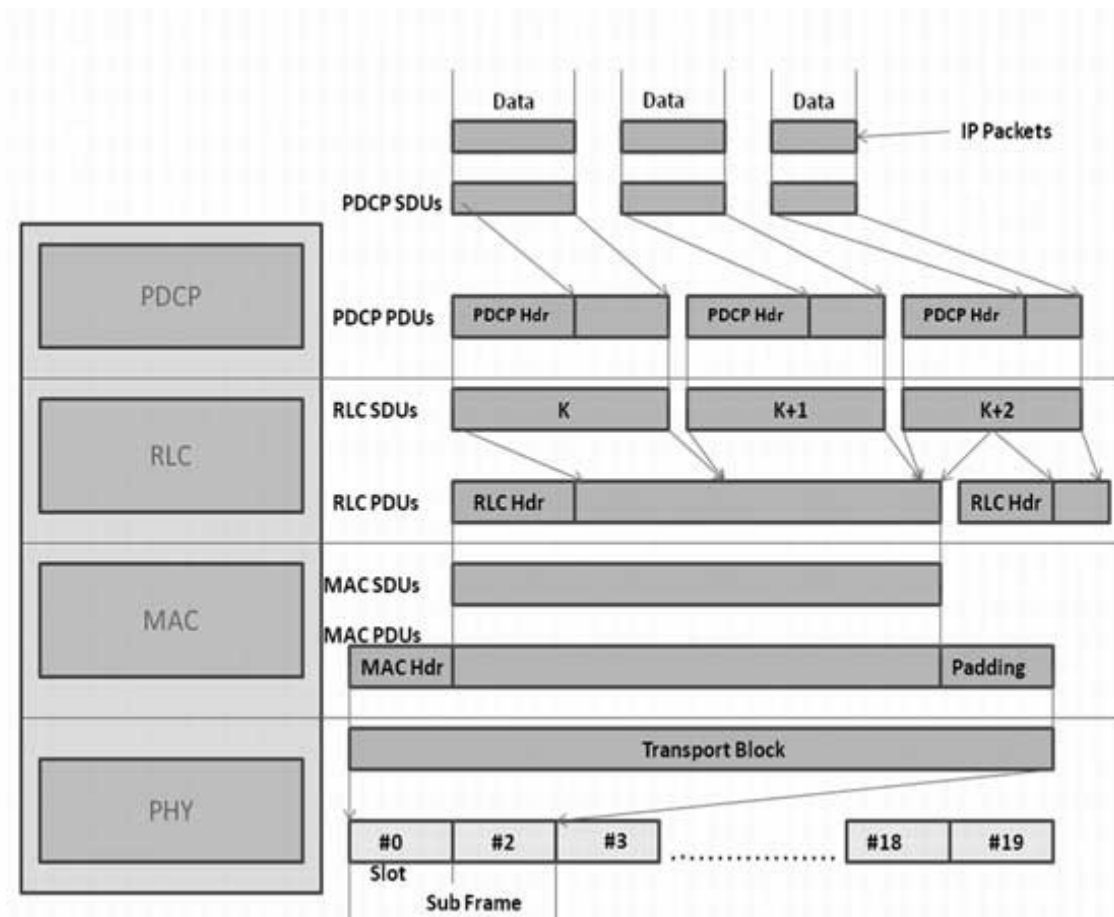 Data Data Data
IP Packets
PDCP SDUs
PDCP
PDCP PDUs PDCP Hdr PDCP Hdr PDCP Hdr
RLC SDUs K K+1 K+2
RLC
RLC PDUs RLC Hdr RLC Hdr
MAC SDUs
MAC
MAC PDUs
MAC Hdr Padding
Transport Block
PHY
#0 #2 #3 #18 #19
Slot
Sub Frame